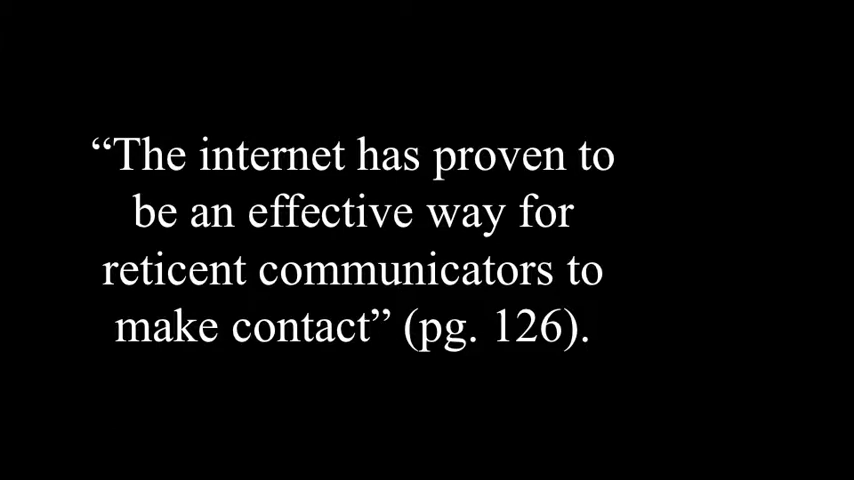 “The internet has proven to
be an effective way for
reticent communicators to
make contact” (pg. 126).